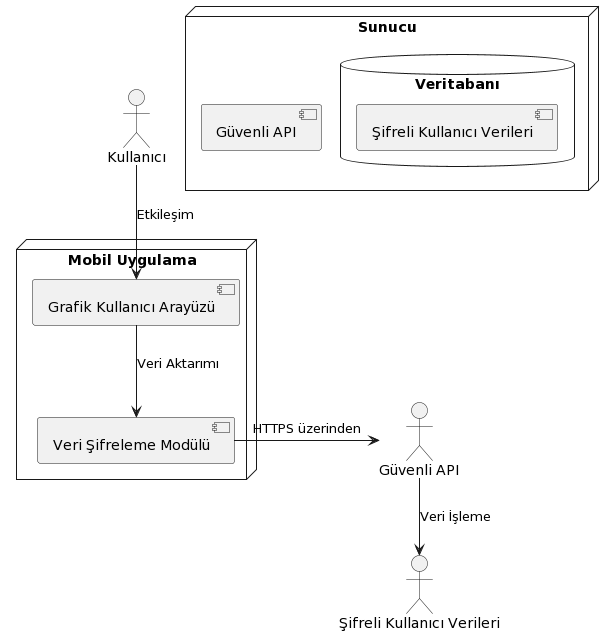 Sunucu
Veritabanı
Güvenli API
Şifreli Kullanıcı Verileri
Kullanıcı
Etkileşim
Mobil Uygulama
Grafik Kullanıcı Arayüzü
Veri Aktarımı
Veri Şifreleme Modülü
HTTPS üzerinden
Güvenli API
Veri İşleme
Şifreli Kullanıcı Verileri